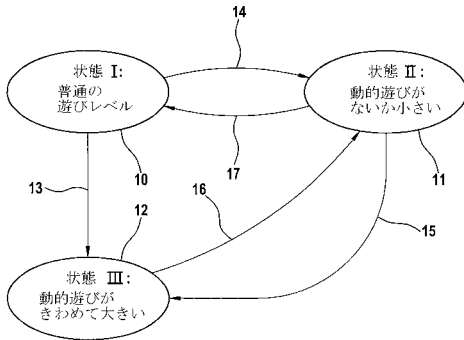 14
状態 Ⅰ:
普通の
遊びレベル
状態 Ⅱ:
動的遊びが
ないか小さい
17
10
11
13
12
16
15
状態 Ⅲ:
動的遊びが
きわめて大きい